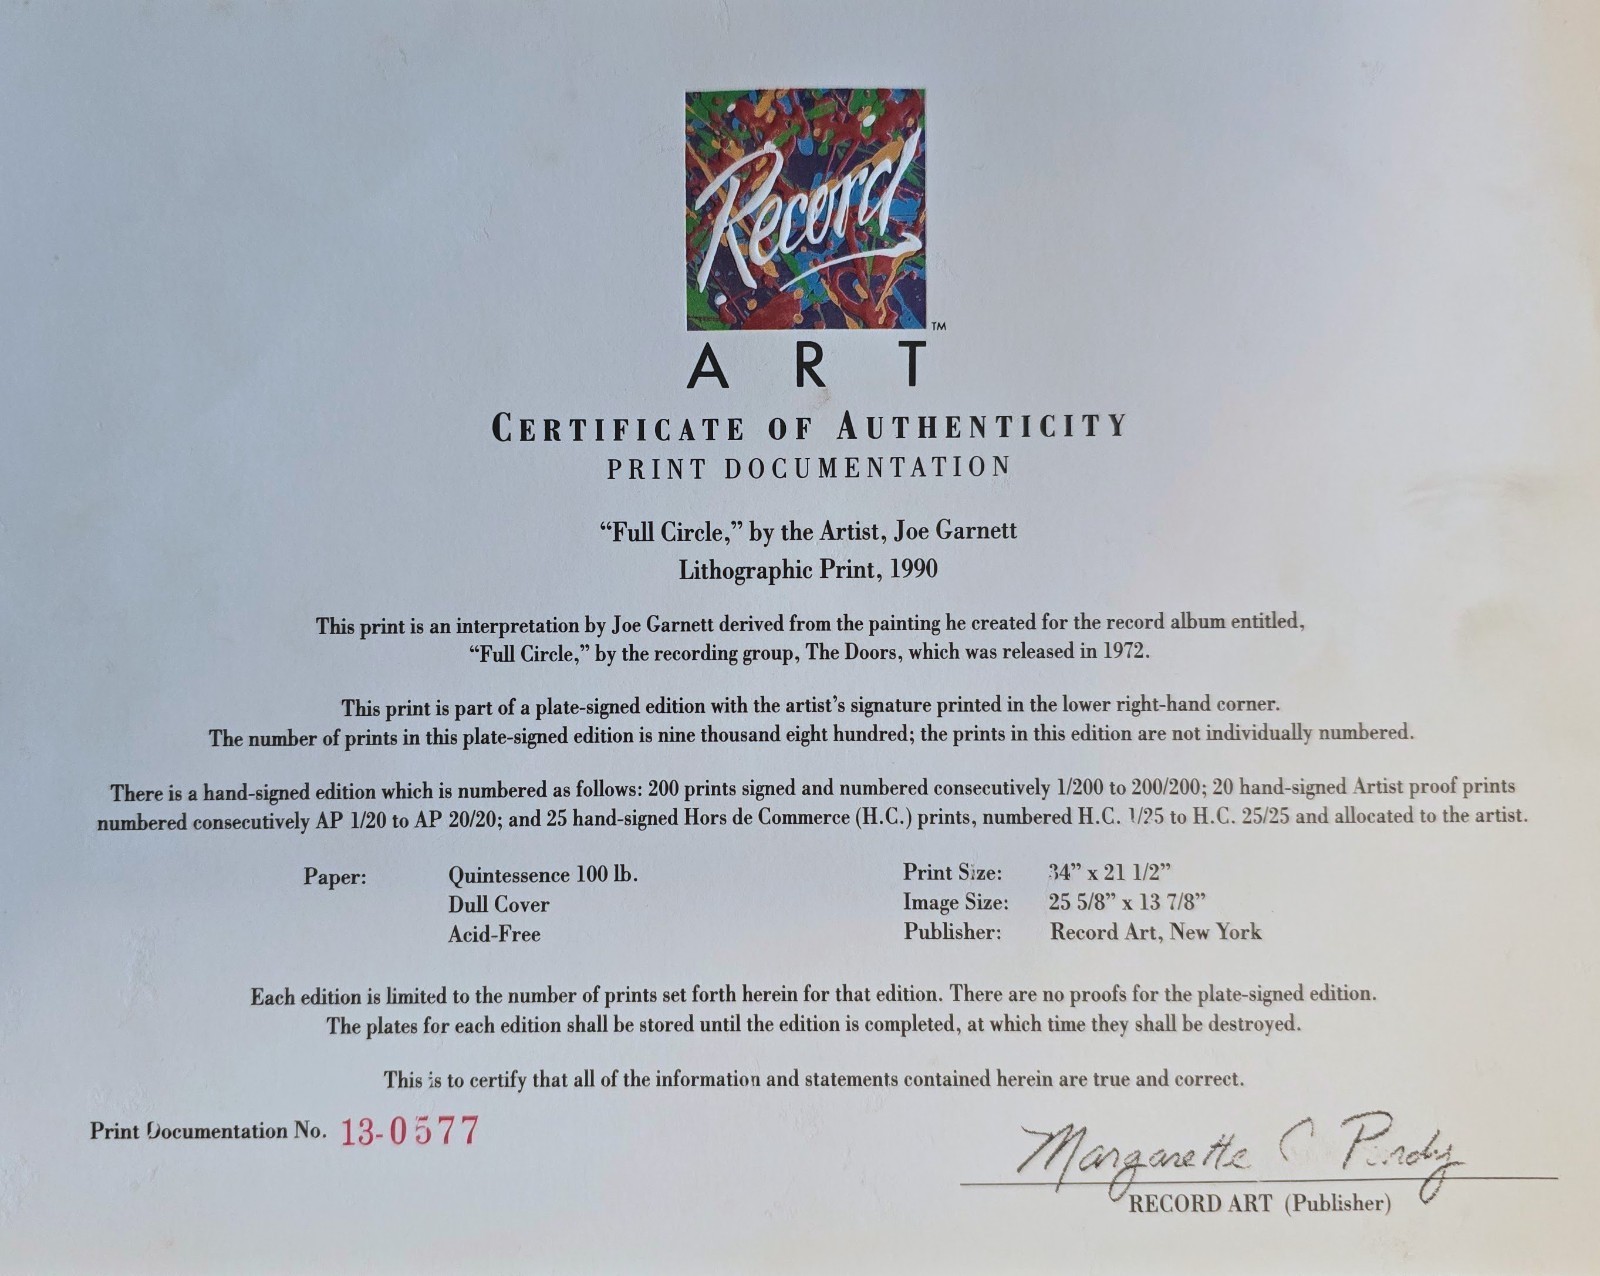 Record
TM
ART
CERTIFICATE OF AUTHENTICITY
PRINT DOCUMENTATION
“Full Circle,” by the Artist, Joe Garnett
Lithographic Print, 1990
This print is an interpretation by Joe Garnett derived from the painting he created for the record album entitled,
“Full Circle,” by the recording group, The Doors, which was released in 1972.
This print is part of a plate-signed edition with the artist’s signature printed in the lower right-hand corner.
The number of prints in this plate-signed edition is nine thousand eight hundred; the prints in this edition are not individually numbered.
There is a hand-signed edition which is numbered as follows: 200 prints signed and numbered consecutively 1/200 to 200/200; 20 hand-signed Artist proof prints
numbered consecutively AP 1/20 to AP 20/20; and 25 hand-signed Hors de Commerce (H.C.) prints, numbered H.C. 1/25 to H.C. 25/25 and allocated to the artist.
Paper: Quintessence 100 lb.
Dull Cover
Acid-Free
Print Size: 34” x 21 1/2”
Image Size: 25 5/8” x 13 7/8”
Publisher: Record Art, New York
Each edition is limited to the number of prints set forth herein for that edition. There are no proofs for the plate-signed edition.
The plates for each edition shall be stored until the edition is completed, at which time they shall be destroyed.
This is to certify that all of the information and statements contained herein are true and correct.
Print Documentation No. 13-0577
Margarette C Purdy
RECORD ART (Publisher)